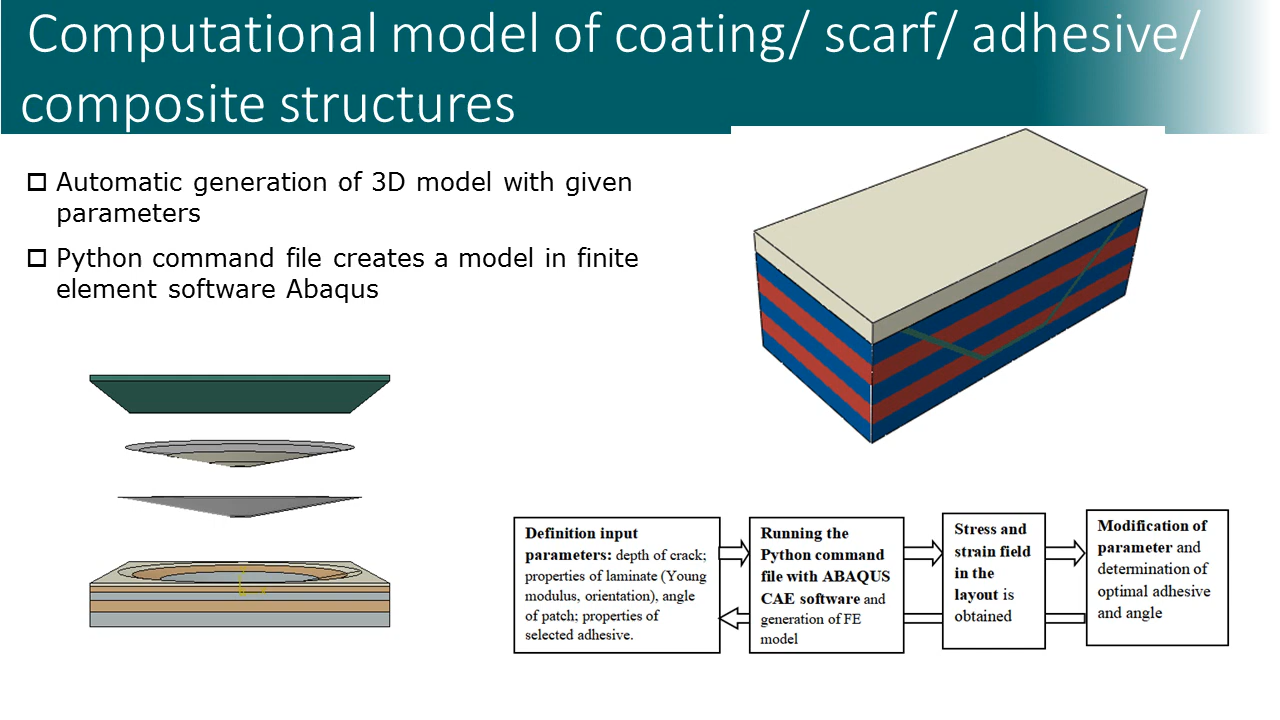 Computational model of coating/ scarf/ adhesive/
composite structures
Automatic generation of 3D model with given
parameters
Python command file creates a model in finite
element software Abaqus
Definition input
parameters: depth of crack;
properties of laminate (Young
modulus, orientation), angle
of patch; properties of
selected adhesive.
Running the
Python command
file with ABAQUS
CAE software and
generation of FE
model
Stress and
strain field
in the
layout is
obtained
Modification of
parameter and
determination of
optimal adhesive
and angle